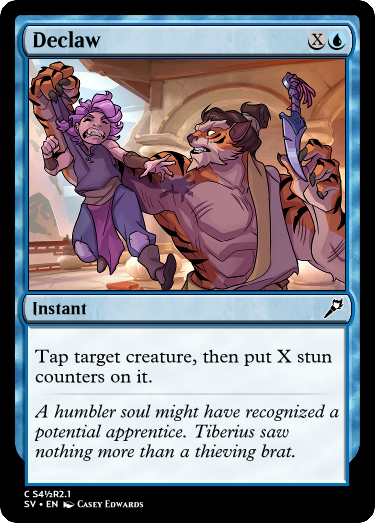 Declaw X
Instant
Tap target creature, then put X stun
counters on it.
A humbler soul might have recognized a
potential apprentice. Tiberius saw
nothing more than a thieving brat.
C S4½R2.1
SV • EN Casey Edwards